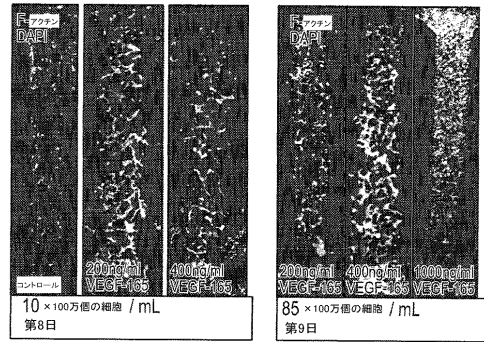 F-アクチン
DAPI
コントロール
200ng/ml
VEGF-165
400ng/ml
VEGF-165
10 ×100万個の細胞 / mL
第8日
F-アクチン
DAPI
200ng/ml
VEGF-165
400ng/ml
VEGF-165
1000ng/ml
VEGF-165
85 ×100万個の細胞 / mL
第9日